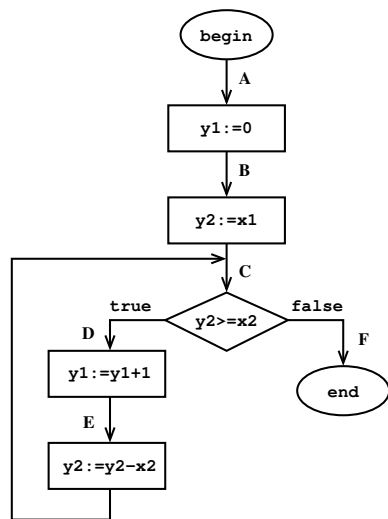 begin
A
y1:=0
B
y2:=x1
C
true
false
y2>=x2
D
F
y1:=y1+1
end
E
y2:=y2-x2